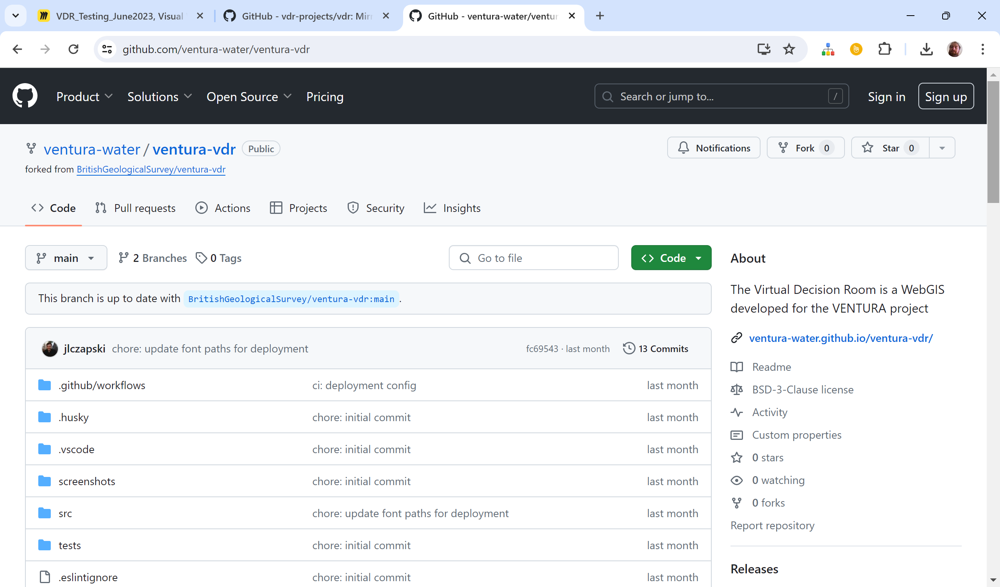 VDR_Testing_June2023, Visual
GitHub - vdr-projects/vdr: Mirr
GitHub - ventura-water/ventur
github.com/ventura-water/ventura-vdr
Product
Solutions
Open Source
Pricing
Search or jump to...
/
Sign in
Sign up
ventura-water / ventura-vdr
Public
Notifications
Fork 0
Star 0
forked from BritishGeologicalSurvey/ventura-vdr
Code
Pull requests
Actions
Projects
Security
Insights
main
2 Branches
0 Tags
Go to file
Code
This branch is up to date with BritishGeologicalSurvey/ventura-vdr:main .
jlczapski chore: update font paths for deployment
fc69543 · last month
13 Commits
.github/workflows
ci: deployment config
last month
.husky
chore: initial commit
last month
.vscode
chore: initial commit
last month
screenshots
chore: initial commit
last month
src
chore: update font paths for deployment
last month
tests
chore: initial commit
last month
.eslintignore
chore: initial commit
last month
About
The Virtual Decision Room is a WebGIS
developed for the VENTURA project
ventura-water.github.io/ventura-vdr/
Readme
BSD-3-Clause license
Activity
Custom properties
0 stars
0 watching
0 forks
Report repository
Releases